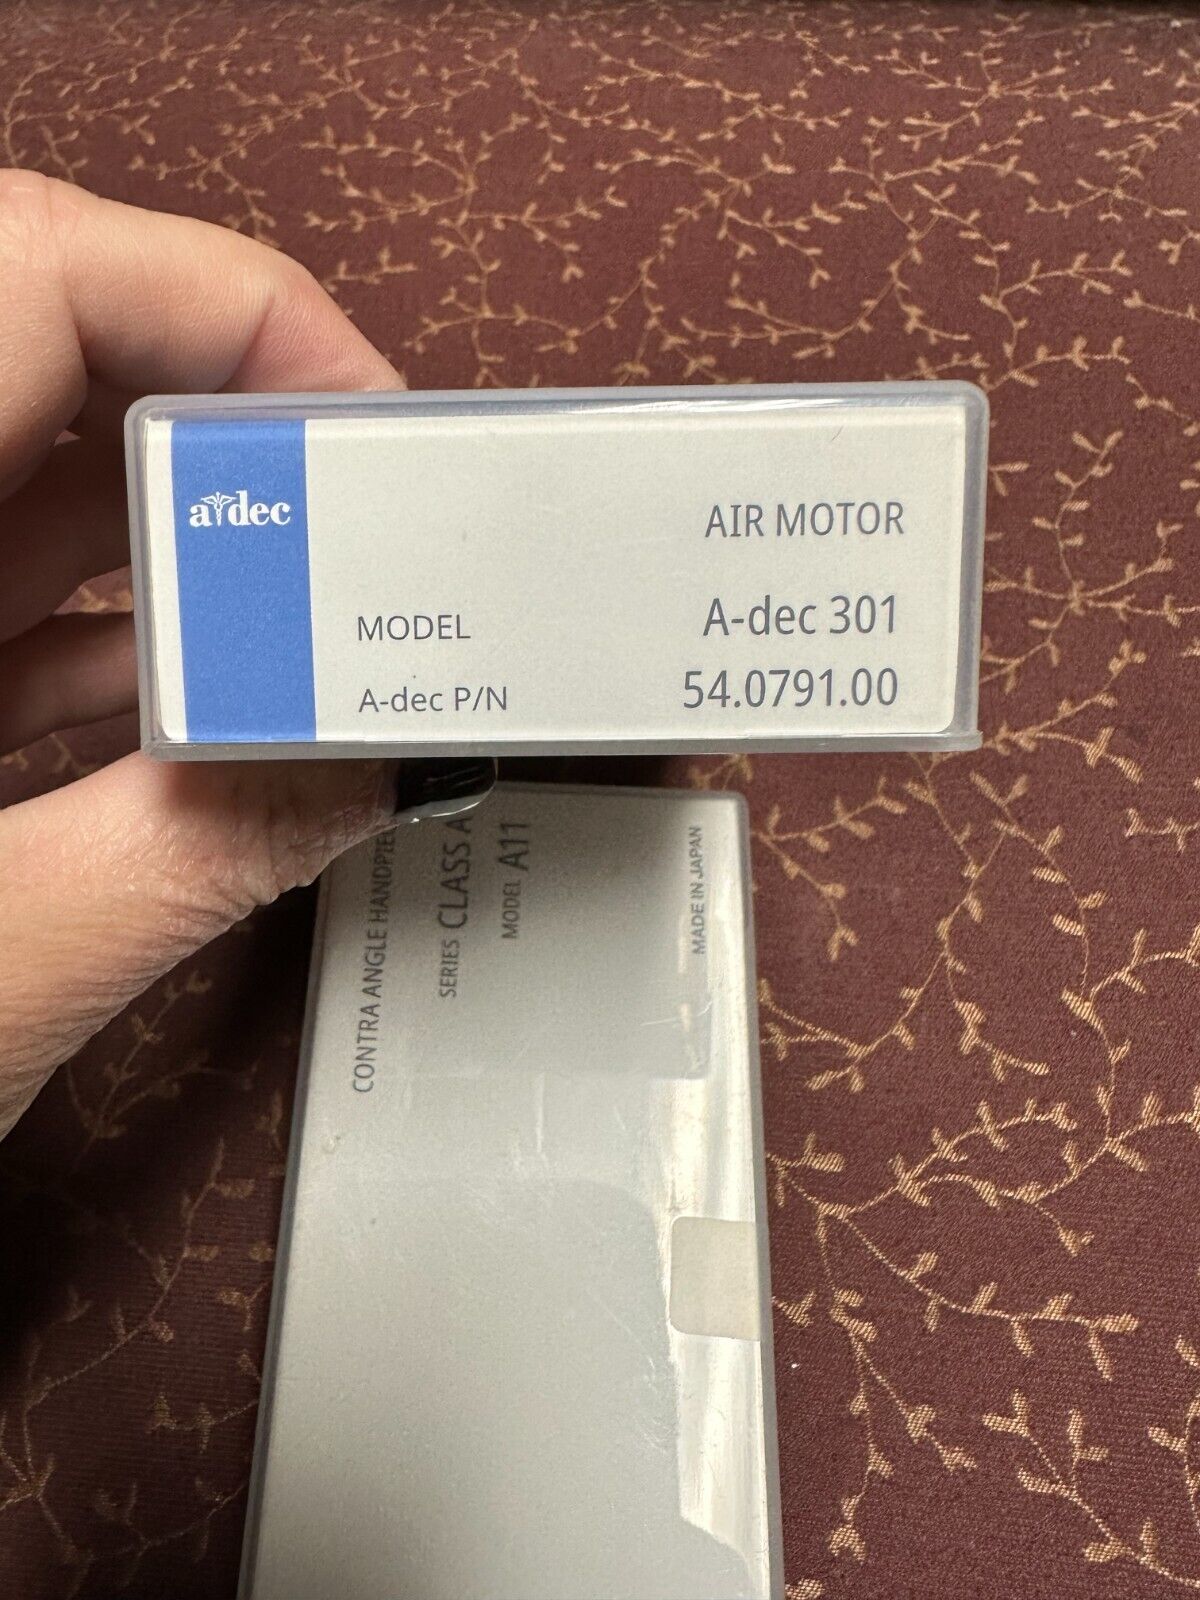 a dec
AIR MOTOR
MODEL A-dec 301
A-dec P/N 54.0791.00
CONTRA ANGLE
SERIES CLASS A
MODEL A11
MADE IN JAPAN